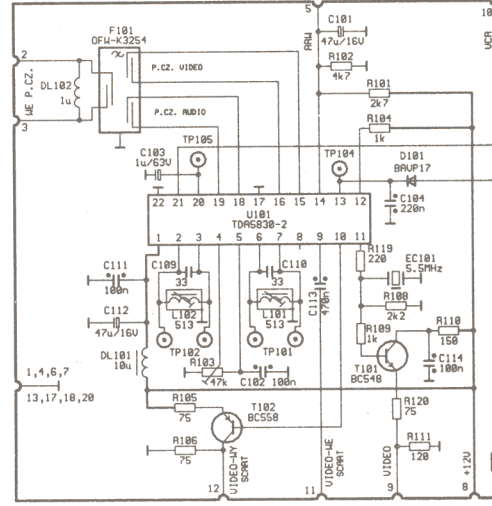 5
10
F101
OFW-K3254
C101
47u/16V
ARW
VCR
2
WE P.CZ.
DL102
1u
3
P.CZ. VIDEO
P.CZ. AUDIO
R102
4k7
R101
2k7
R104
1k
TP105
C103
1u/63V
TP104
D101
BAVP17
C104
220n
22 21 20 19 18 17 16 15 14 13 12
U101
TDA5830-2
1 2 3 4 5 6 7 8 9 10 11
R119
220
C111
100n
C109
33
C110
33
C113
470n
EC101
5.5MHz
L102
513
L101
513
R108
2k2
C112
47u/16V
TP102
TP101
R109
1k
R110
150
DL101
10u
R103
47k
C102 100n
T101
BC548
C114
100n
1,4,6,7
13,17,18,20
R105
75
T102
BC558
R120
75
R106
75
R111
120
VIDEO-WY
SCART
VIDEO-WE
SCART
VIDEO
+12V
12
11
9
8